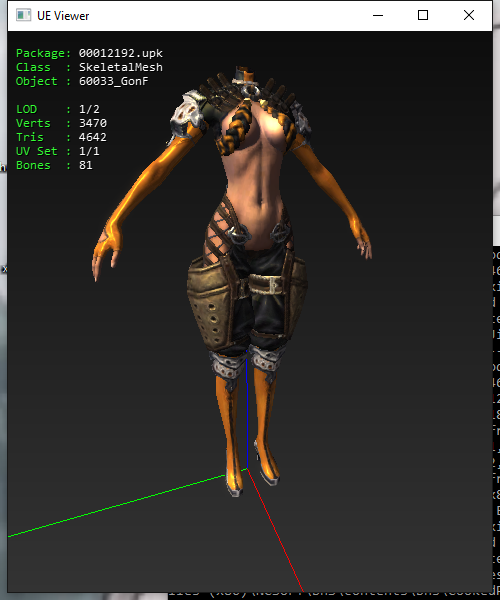 UE Viewer
Package: 00012192.upk
Class : SkeletalMesh
Object : 60033_GonF
LOD : 1/2
Verts : 3470
Tris : 4642
UV Set : 1/1
Bones : 81